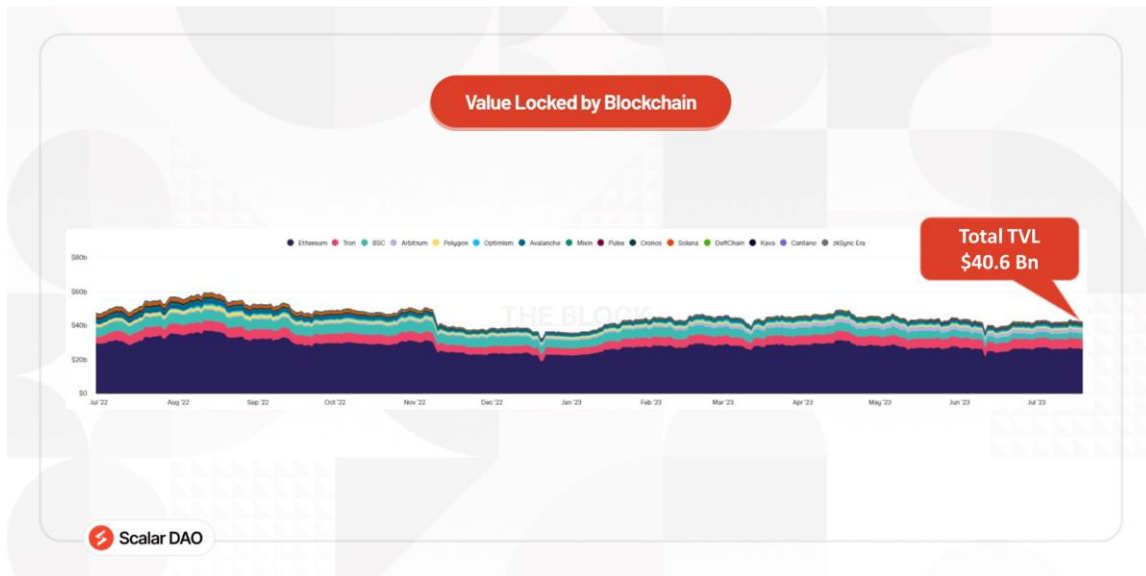 Value Locked by Blockchain
Total TVL
$40.6 Bn
Ethereum Tron BSC Arbitrum Polygon Optimism Avalanche Mixin Pulse Cronos Solana DefiChain Kava Cardano zkSync Era
$80b
$60b
$40b
$20b
$0
THE BLOCK
Jul '22 Aug '22 Sep '22 Oct '22 Nov '22 Dec '22 Jan '23 Feb '23 Mar '23 Apr '23 May '23 Jun '23 Jul '23
Scalar DAO